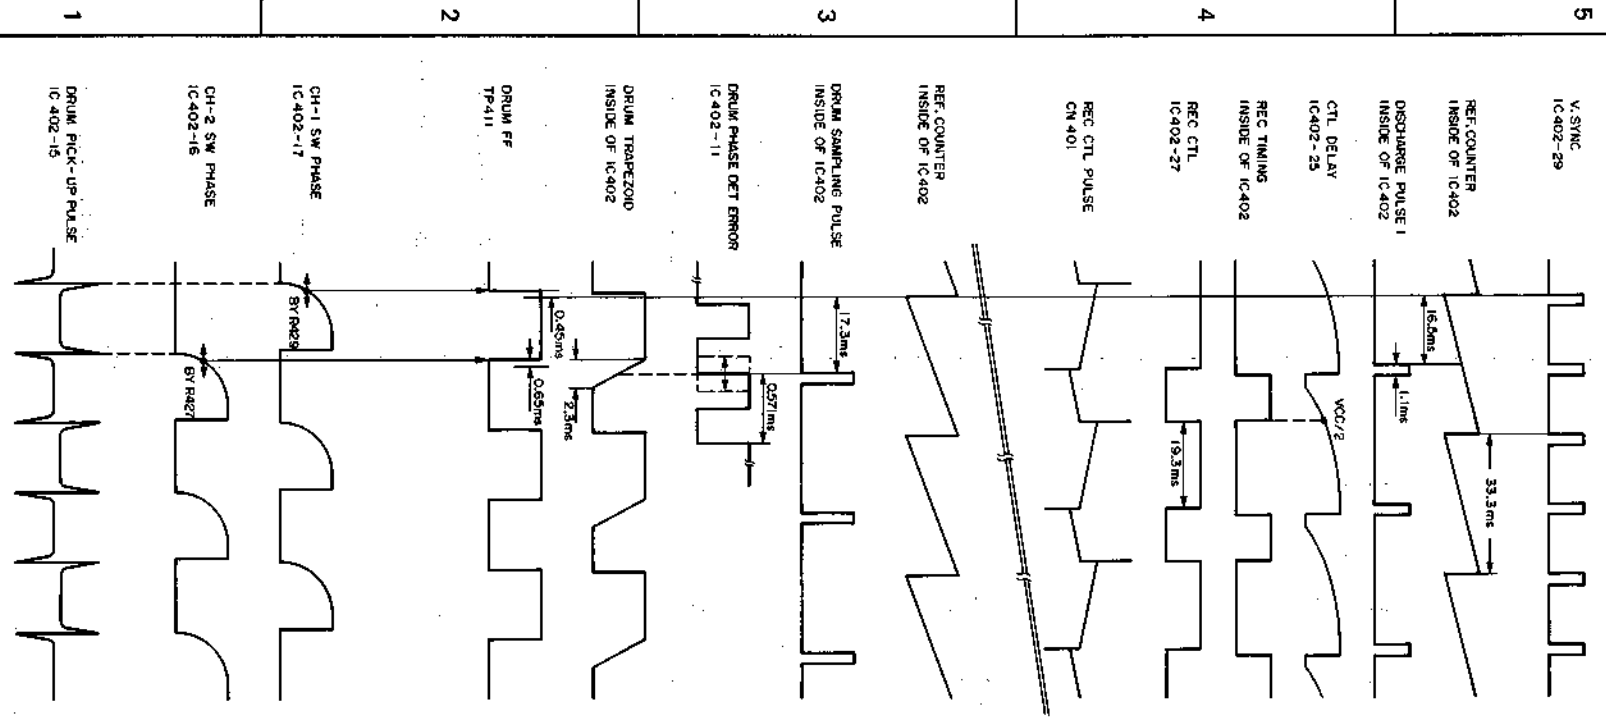 1
2
3
4
5
DRUM PICK-UP PULSE
IC 402-15
CH-2 SW PHASE
IC402-16
CH-1 SW PHASE
IC402-17
DRUM FF
TP411
DRUM TRAPEZOID
INSIDE OF IC402
DRUM PHASE DET ERROR
IC402-11
DRUM SAMPLING PULSE
INSIDE OF IC402
REF.COUNTER
INSIDE OF IC402
REC CTL PULSE
CN 401
REC CTL
IC402-27
REC TIMING
INSIDE OF IC402
CTL DELAY
IC402-25
DISCHARGE PULSE 1
INSIDE OF IC402
REF.COUNTER
INSIDE OF IC402
V.SYNC
IC402-29
BY R429
BY R427
0.45ms
0.65ms
2.3ms
0.571ms
17.3ms
19.3ms
VCC/2
16.5ms
1.1ms
33.3ms